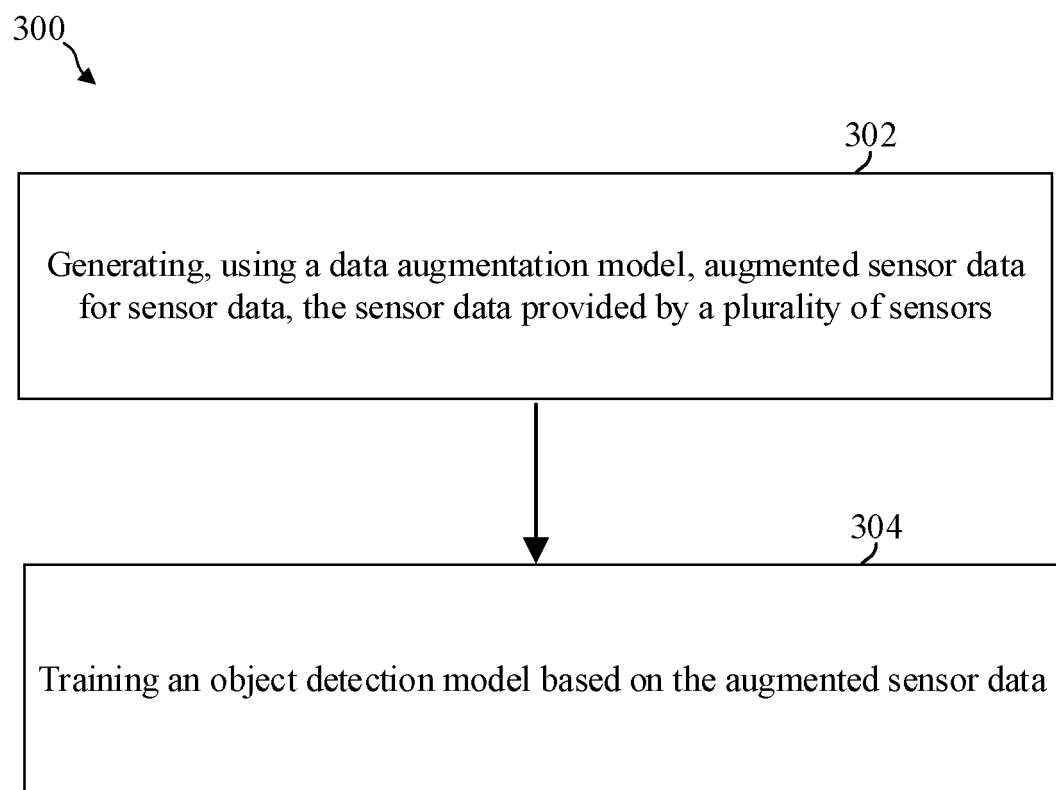 300
302
Generating, using a data augmentation model, augmented sensor data
for sensor data, the sensor data provided by a plurality of sensors
304
Training an object detection model based on the augmented sensor data